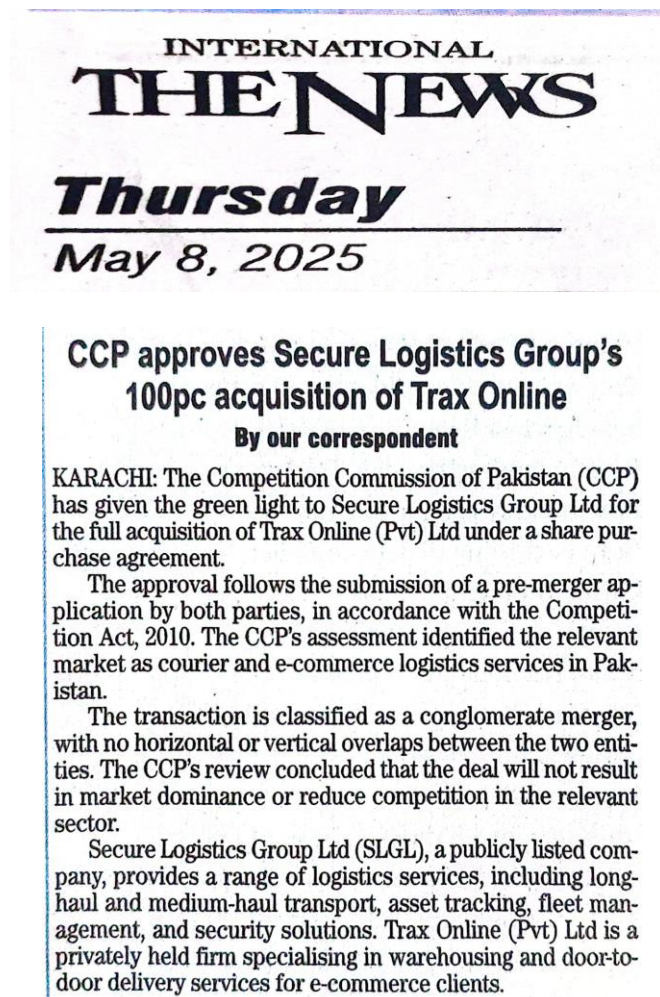 INTERNATIONAL
THE NEWS
Thursday
May 8, 2025
CCP approves Secure Logistics Group's
100pc acquisition of Trax Online
By our correspondent
KARACHI: The Competition Commission of Pakistan (CCP)
has given the green light to Secure Logistics Group Ltd for
the full acquisition of Trax Online (Pvt) Ltd under a share pur-
chase agreement.
The approval follows the submission of a pre-merger ap-
plication by both parties, in accordance with the Competi-
tion Act, 2010. The CCP's assessment identified the relevant
market as courier and e-commerce logistics services in Pak-
istan.
The transaction is classified as a conglomerate merger,
with no horizontal or vertical overlaps between the two enti-
ties. The CCP's review concluded that the deal will not result
in market dominance or reduce competition in the relevant
sector.
Secure Logistics Group Ltd (SLGL), a publicly listed com-
pany, provides a range of logistics services, including long-
haul and medium-haul transport, asset tracking, fleet man-
agement, and security solutions. Trax Online (Pvt) Ltd is a
privately held firm specialising in warehousing and door-to-
door delivery services for e-commerce clients.